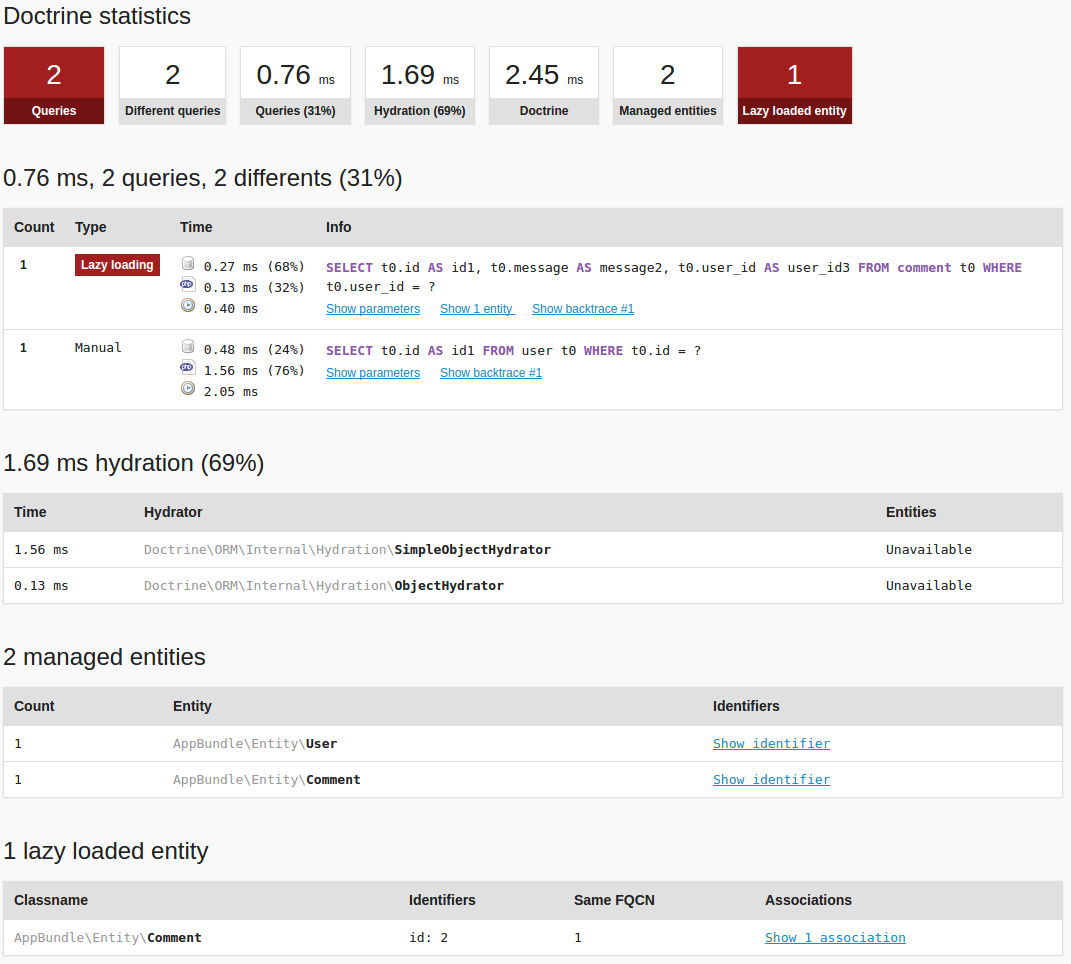 Doctrine statistics
2 2 0.76 ms 1.69 ms 2.45 ms 2 1
Queries Different queries Queries (31%) Hydration (69%) Doctrine Managed entities Lazy loaded entity
0.76 ms, 2 queries, 2 differents (31%)
Count Type Time Info
1 Lazy loading 0.27 ms (68%) SELECT t0.id AS id1, t0.message AS message2, t0.user_id AS user_id3 FROM comment t0 WHERE
php 0.13 ms (32%) t0.user_id = ?
0.40 ms Show parameters Show 1 entity Show backtrace #1
1 Manual 0.48 ms (24%) SELECT t0.id AS id1 FROM user t0 WHERE t0.id = ?
php 1.56 ms (76%) Show parameters Show backtrace #1
2.05 ms
1.69 ms hydration (69%)
Time Hydrator Entities
1.56 ms Doctrine\ORM\Internal\Hydration\SimpleObjectHydrator Unavailable
0.13 ms Doctrine\ORM\Internal\Hydration\ObjectHydrator Unavailable
2 managed entities
Count Entity Identifiers
1 AppBundle\Entity\User Show identifier
1 AppBundle\Entity\Comment Show identifier
1 lazy loaded entity
Classname Identifiers Same FQCN Associations
AppBundle\Entity\Comment id: 2 1 Show 1 association